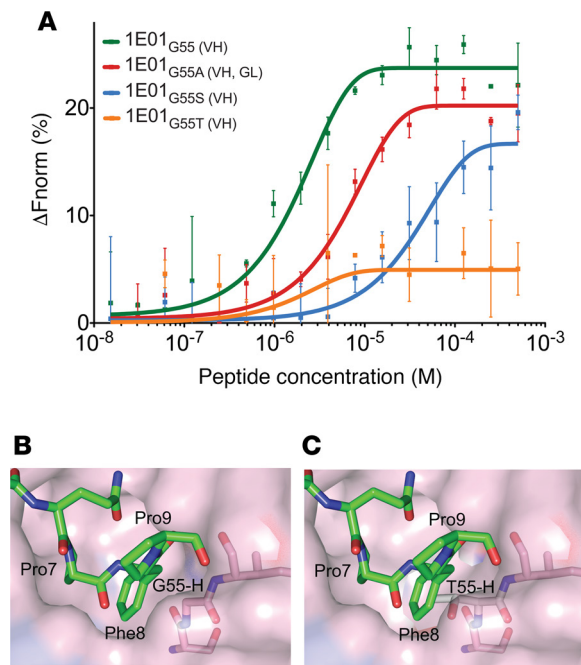 A
1E01G55 (VH)
1E01G55A (VH, GL)
1E01G55S (VH)
1E01G55T (VH)
ΔFnorm (%)
20
10
0
10-8
10-7
10-6
10-5
10-4
10-3
Peptide concentration (M)
B
C
Pro9
Pro7
G55-H
Phe8
Pro9
Pro7
T55-H
Phe8